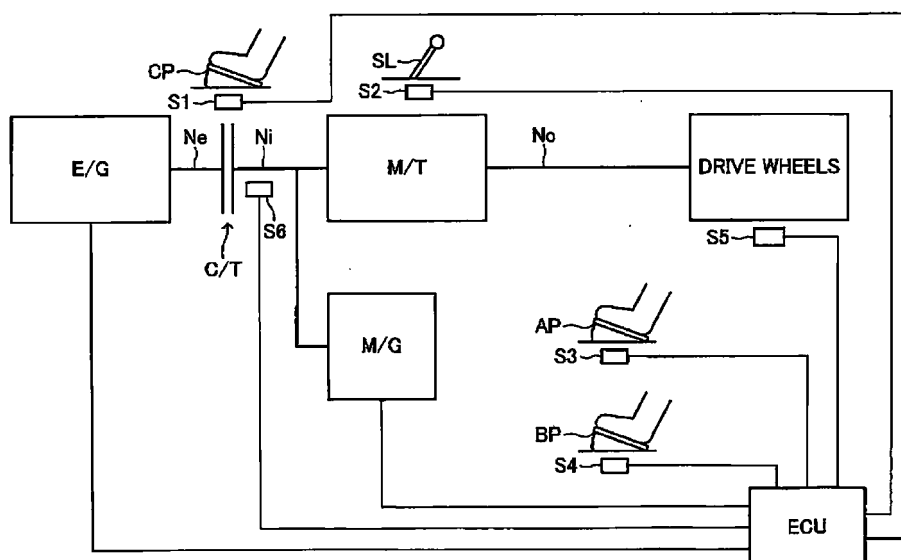 CP
SL
S1
S2
E/G
Ne
Ni
M/T
No
DRIVE WHEELS
S6
C/T
S5
M/G
AP
S3
BP
S4
ECU